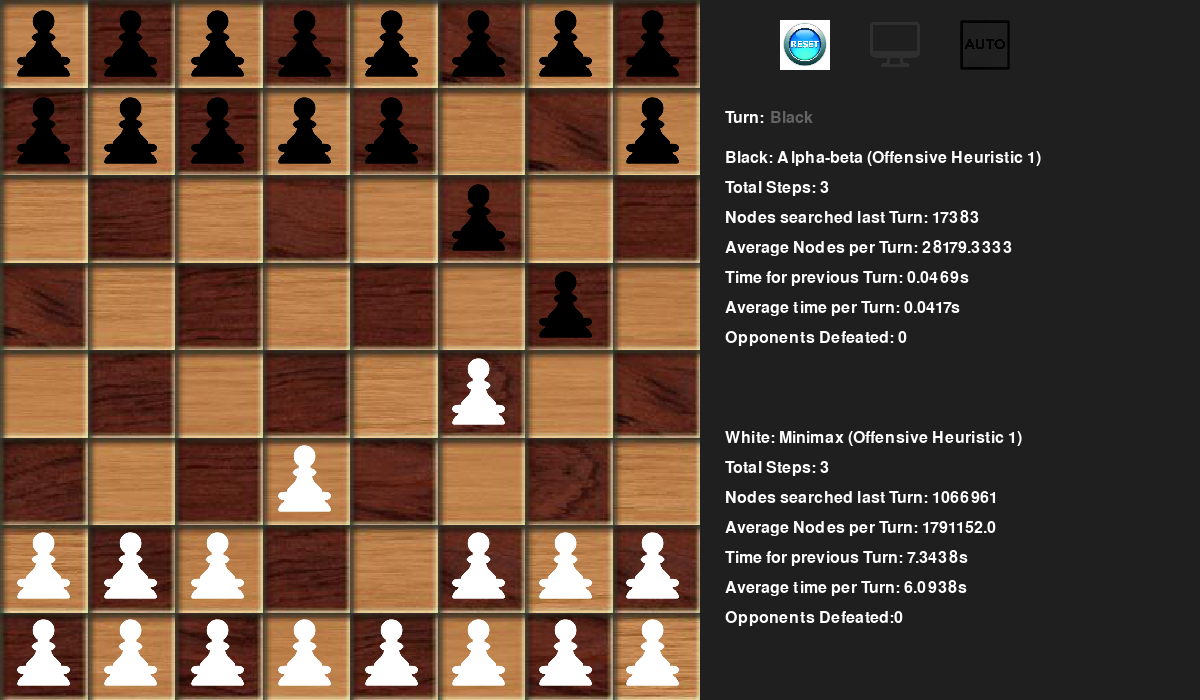 RESET
AUTO
Turn: Black
Black: Alpha-beta (Offensive Heuristic 1)
Total Steps: 3
Nodes searched last Turn: 17383
Average Nodes per Turn: 28179.3333
Time for previous Turn: 0.0469s
Average time per Turn: 0.0417s
Opponents Defeated: 0
White: Minimax (Offensive Heuristic 1)
Total Steps: 3
Nodes searched last Turn: 1066961
Average Nodes per Turn: 1791152.0
Time for previous Turn: 7.3438s
Average time per Turn: 6.0938s
Opponents Defeated:0